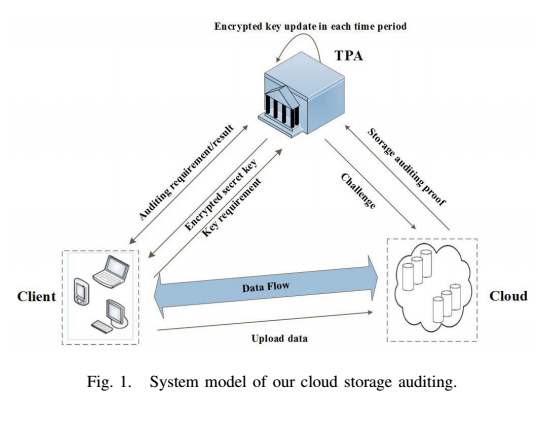 Encrypted key update in each time period
TPA
Auditing requirement/result
Encrypted secret key
Key requirement
Challenge
Storage auditing proof
Client
Data Flow
Cloud
Upload data
Fig. 1. System model of our cloud storage auditing.